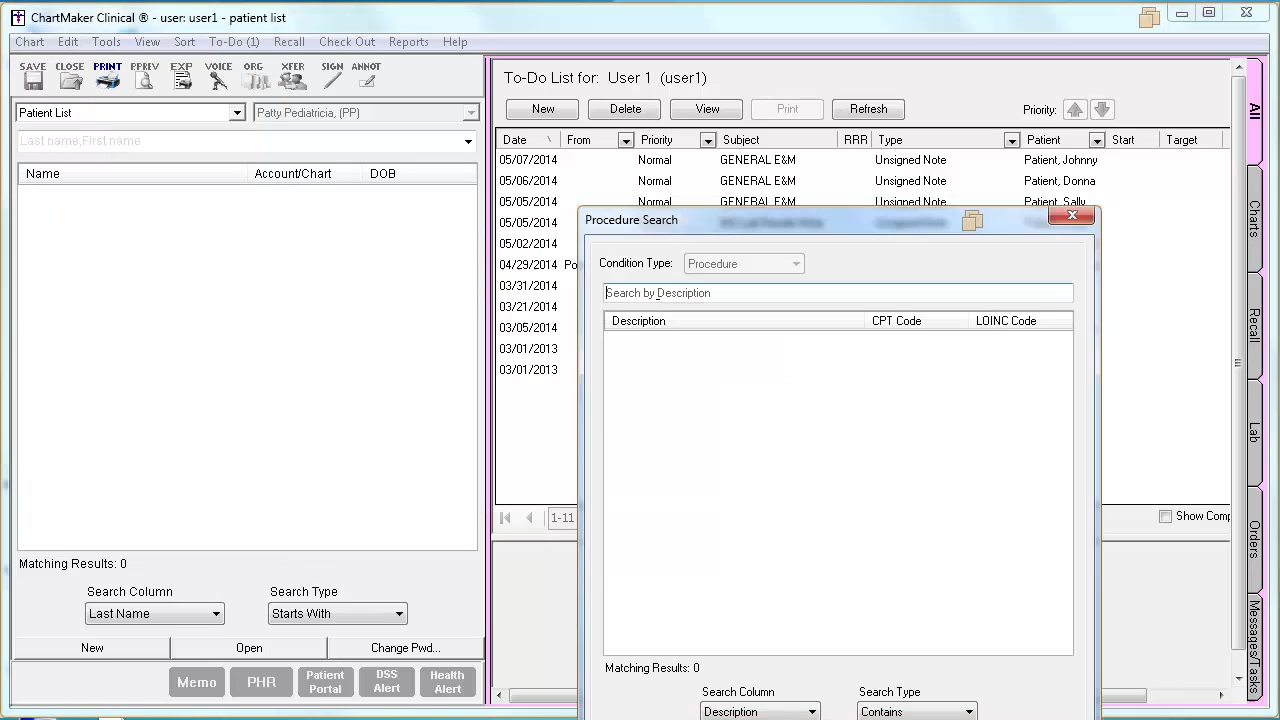 ChartMaker Clinical ® - user: user1 - patient list
Chart Edit Tools View Sort To-Do (1) Recall Check Out Reports Help
SAVE CLOSE PRINT PPREV EXP VOICE ORG XFER SIGN ANNOT
Patient List
Patty Pediatricia, (PP)
Last name,First name
Name Account/Chart DOB
Matching Results: 0
Search Column Search Type
Last Name Starts With
New Open Change Pwd...
Memo PHR Patient Portal DSS Alert Health Alert
To-Do List for: User 1 (user1)
New Delete View Print Refresh Priority:
Date \ From Priority Subject RRR Type Patient Start Target
05/07/2014 Normal GENERAL E&M Unsigned Note Patient, Johnny
05/06/2014 Normal GENERAL E&M Unsigned Note Patient, Donna
05/05/2014 Normal GENERAL E&M Unsigned Note Patient, Sally
05/05/2014
05/02/2014
04/29/2014 Po
03/31/2014
03/21/2014
03/05/2014
03/01/2013
03/01/2013
1-11
Show Comp
Procedure Search
Condition Type: Procedure
Search by Description
Description CPT Code LOINC Code
Matching Results: 0
Search Column Search Type
Description Contains
All
Charts
Recall
Lab
Orders
Messages/Tasks